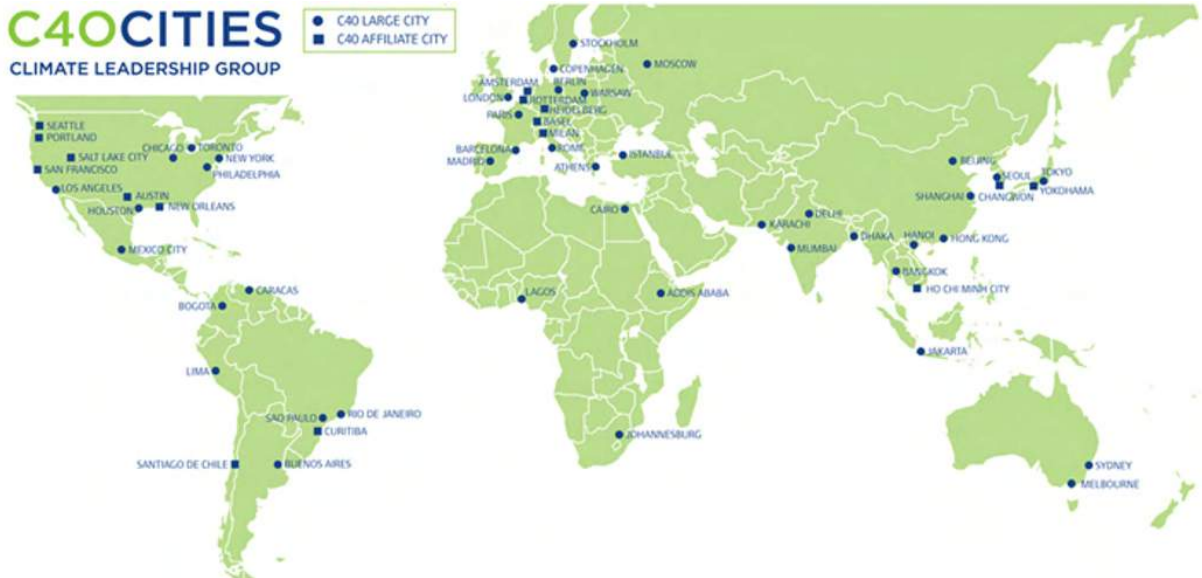 C40CITIES
CLIMATE LEADERSHIP GROUP
C40 LARGE CITY
C40 AFFILIATE CITY
SEATTLE
PORTLAND
SALT LAKE CITY
SAN FRANCISCO
LOS ANGELES
AUSTIN
HOUSTON
NEW ORLEANS
CHICAGO
TORONTO
NEW YORK
PHILADELPHIA
MEXICO CITY
CARACAS
BOGOTA
LIMA
SAO PAULO
RIO DE JANEIRO
CURITIBA
SANTIAGO DE CHILE
BUENOS AIRES
STOCKHOLM
COPENHAGEN
MOSCOW
AMSTERDAM
BERLIN
LONDON
ROTTERDAM
WARSAW
HEIDELBERG
PARIS
BASEL
MILAN
BARCELONA
ROME
MADRID
ATHENS
ISTANBUL
CAIRO
LAGOS
ADDIS ABABA
JOHANNESBURG
KARACHI
DELHI
MUMBAI
DHAKA
BEIJING
SEOUL
TOKYO
SHANGHAI
CHANGWON
YOKOHAMA
HANOI
HONG KONG
BANGKOK
HO CHI MINH CITY
JAKARTA
SYDNEY
MELBOURNE